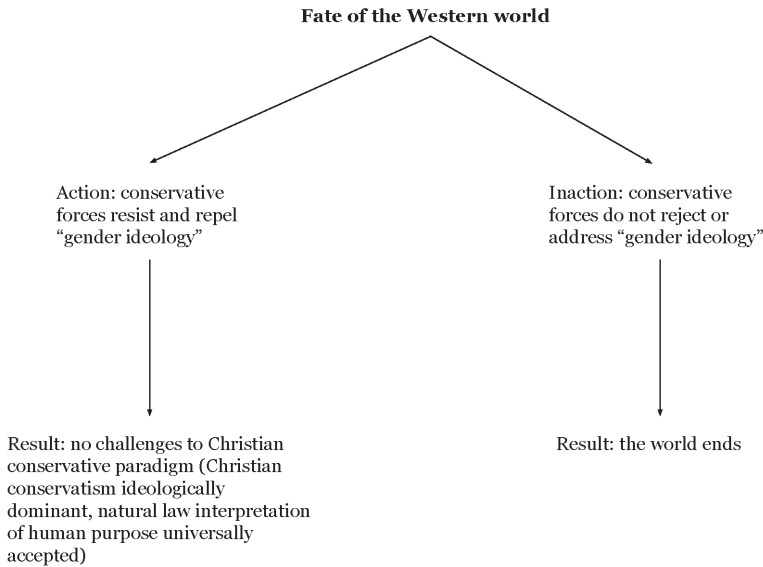 Fate of the Western world
Action: conservative
forces resist and repel
“gender ideology”
Inaction: conservative
forces do not reject or
address “gender ideology”
Result: no challenges to Christian
conservative paradigm (Christian
conservatism ideologically
dominant, natural law interpretation
of human purpose universally
accepted)
Result: the world ends